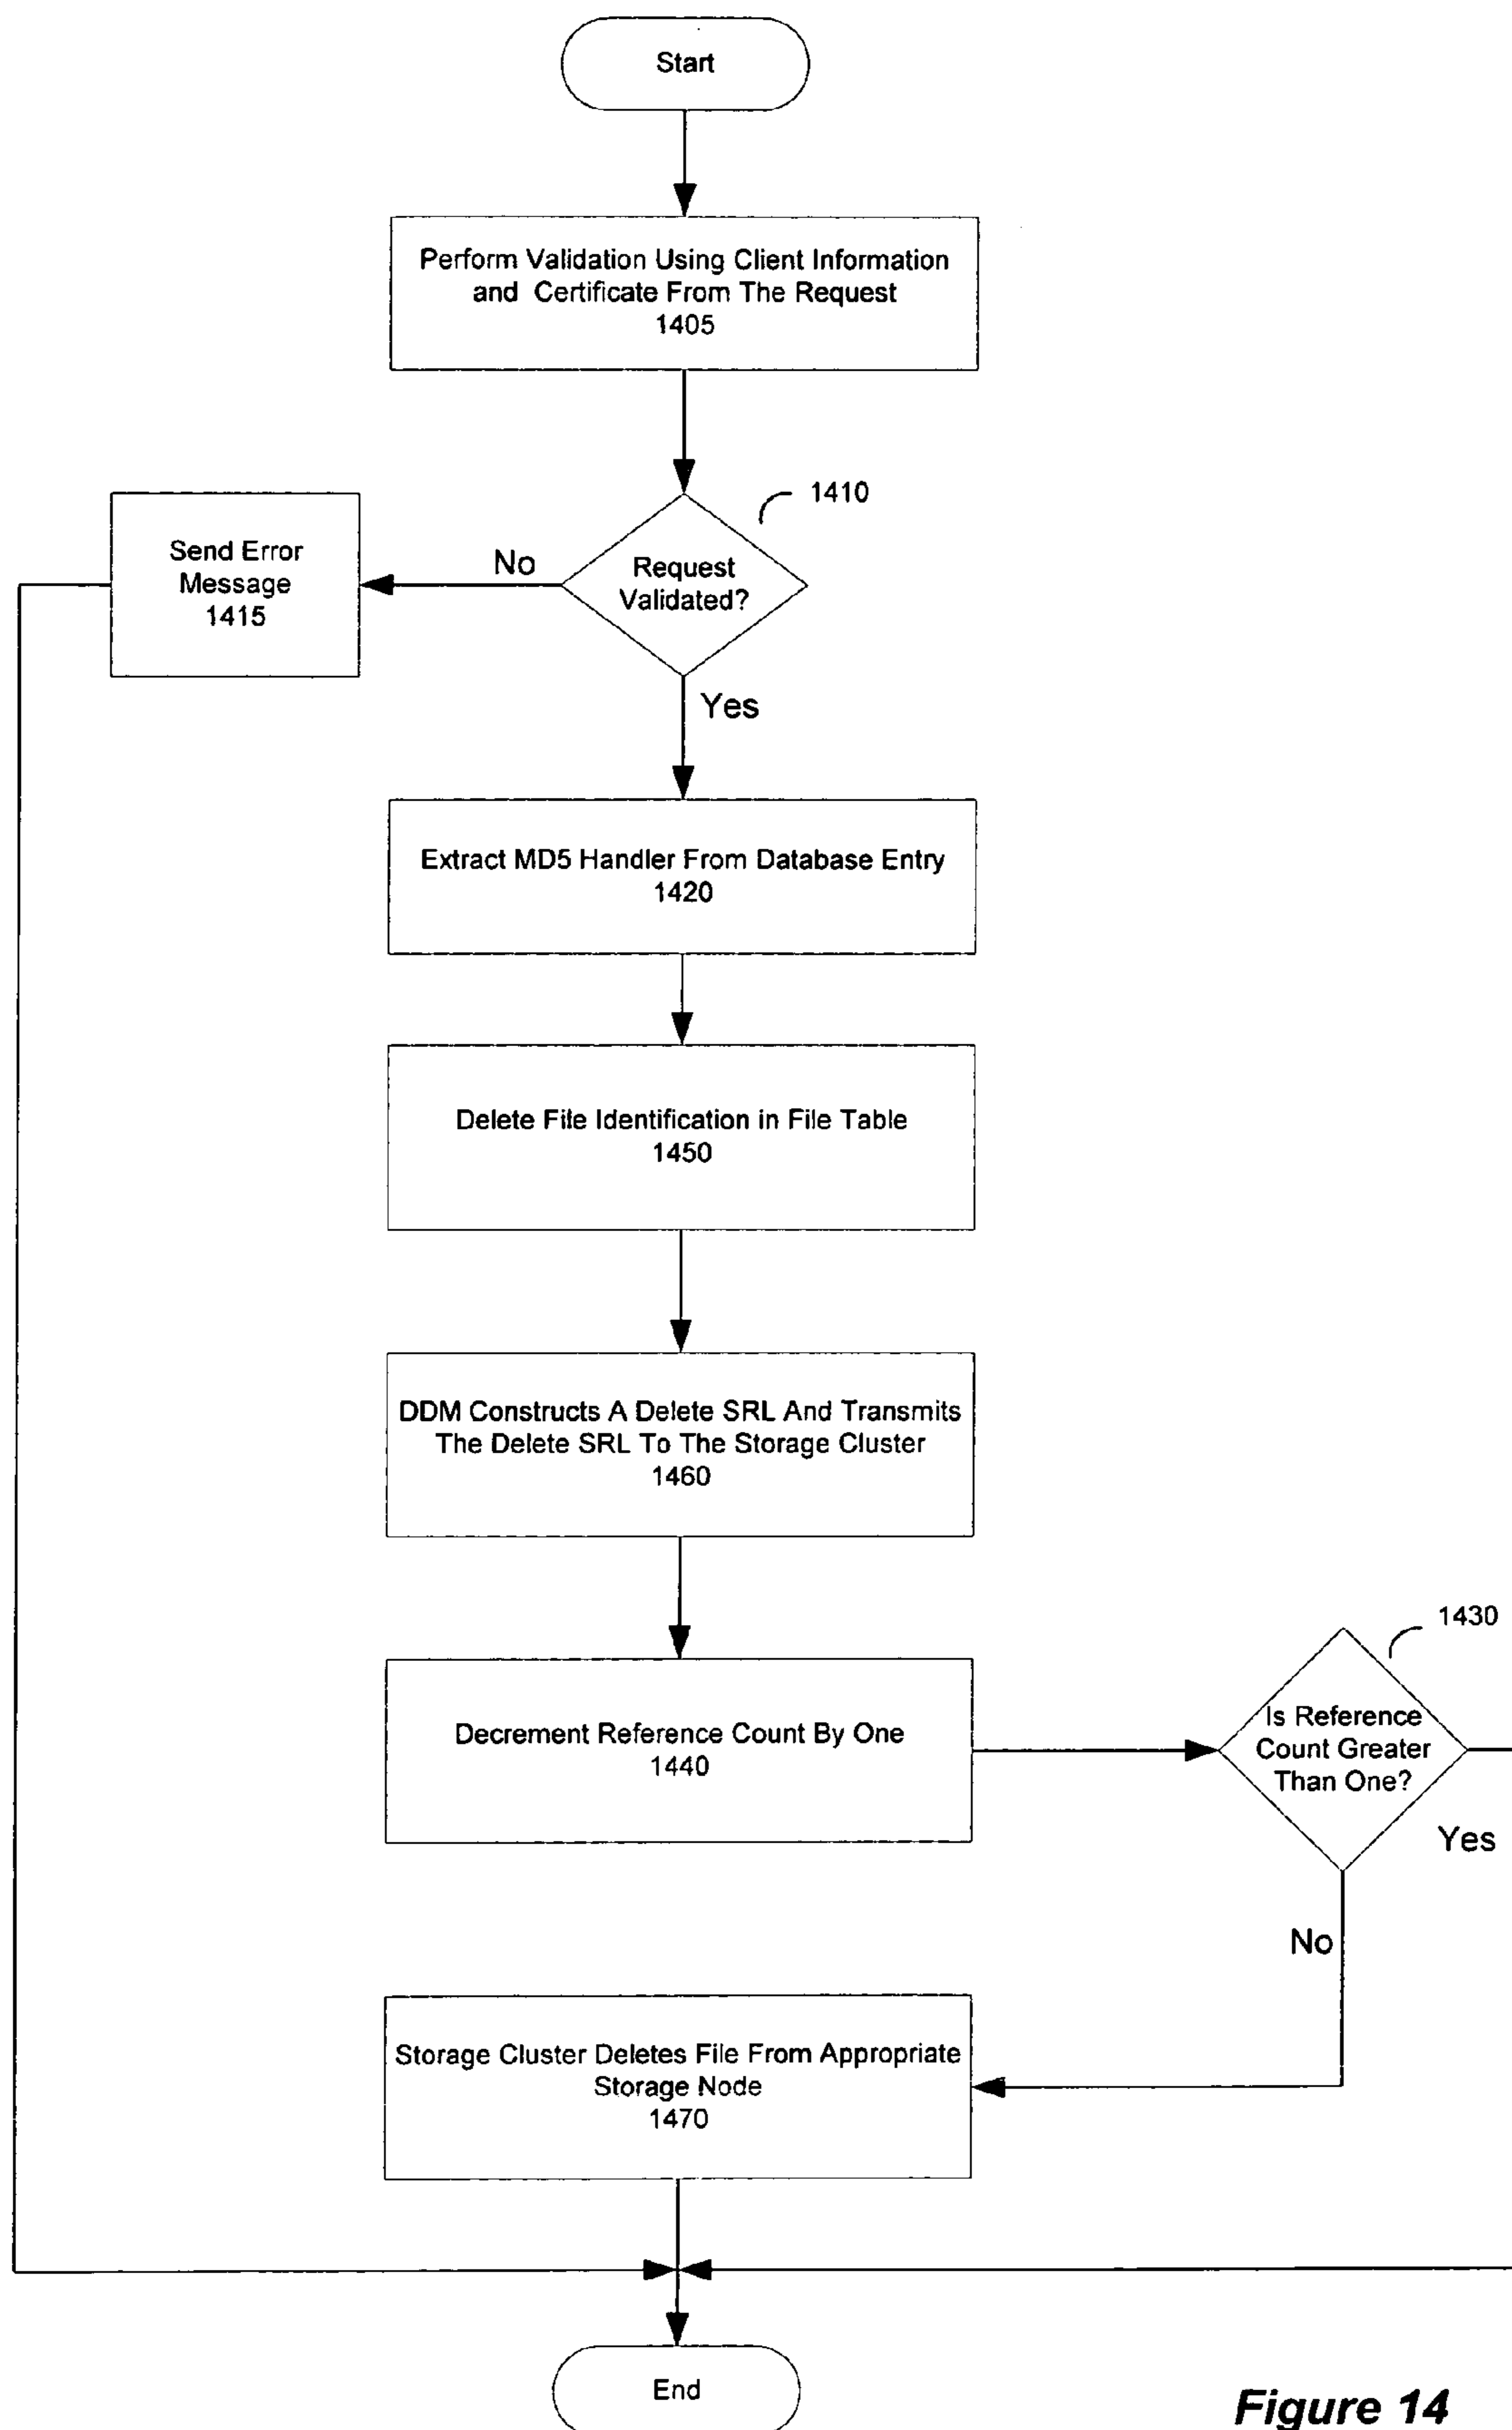 Start
Perform Validation Using Client Information
and Certificate From The Request
1405
1410
Request
Validated?
No
Send Error
Message
1415
Yes
Extract MD5 Handler From Database Entry
1420
Delete File Identification in File Table
1450
DDM Constructs A Delete SRL And Transmits
The Delete SRL To The Storage Cluster
1460
Decrement Reference Count By One
1440
1430
Is Reference
Count Greater
Than One?
Yes
No
Storage Cluster Deletes File From Appropriate
Storage Node
1470
End
Figure 14